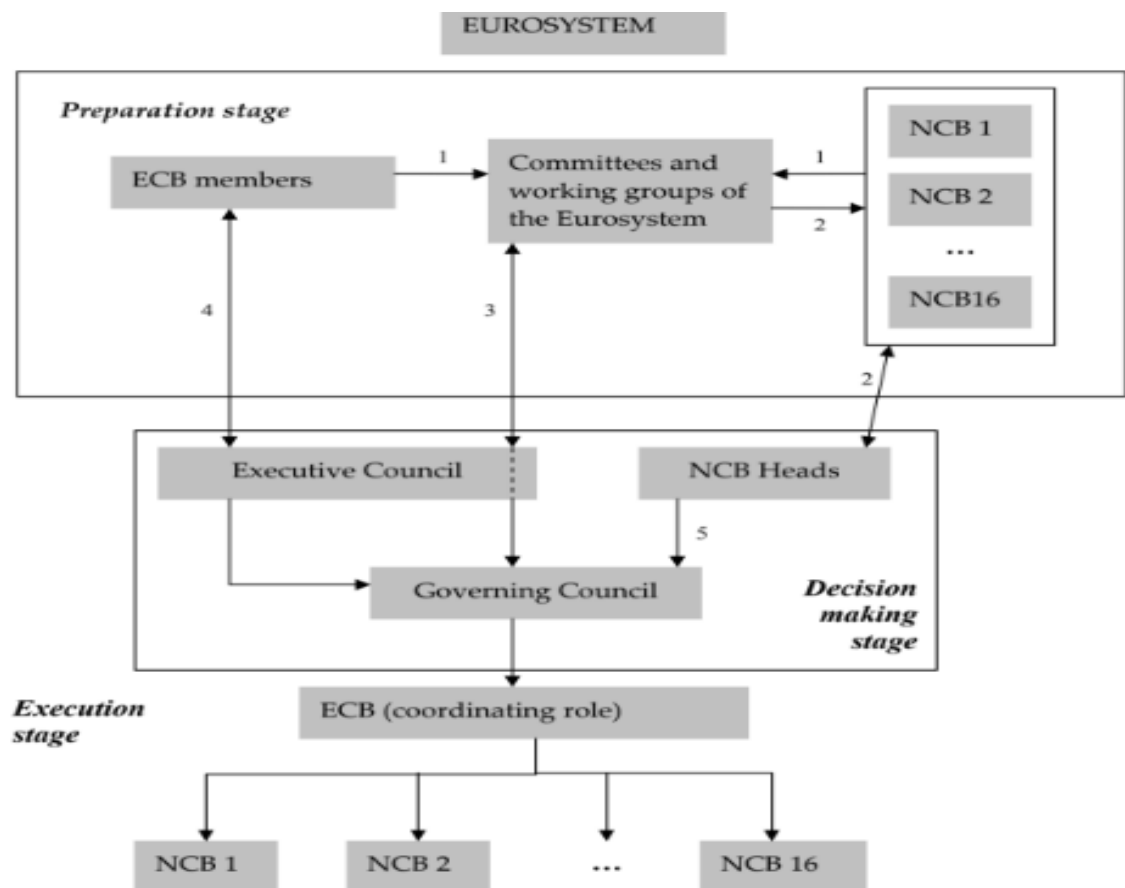 EUROSYSTEM
Preparation stage
ECB members
1
Committees and
working groups of
the Eurosystem
1
2
NCB 1
NCB 2
...
NCB16
4
3
2
Executive Council
NCB Heads
5
Governing Council
Decision
making
stage
Execution
stage
ECB (coordinating role)
NCB 1
NCB 2
...
NCB 16